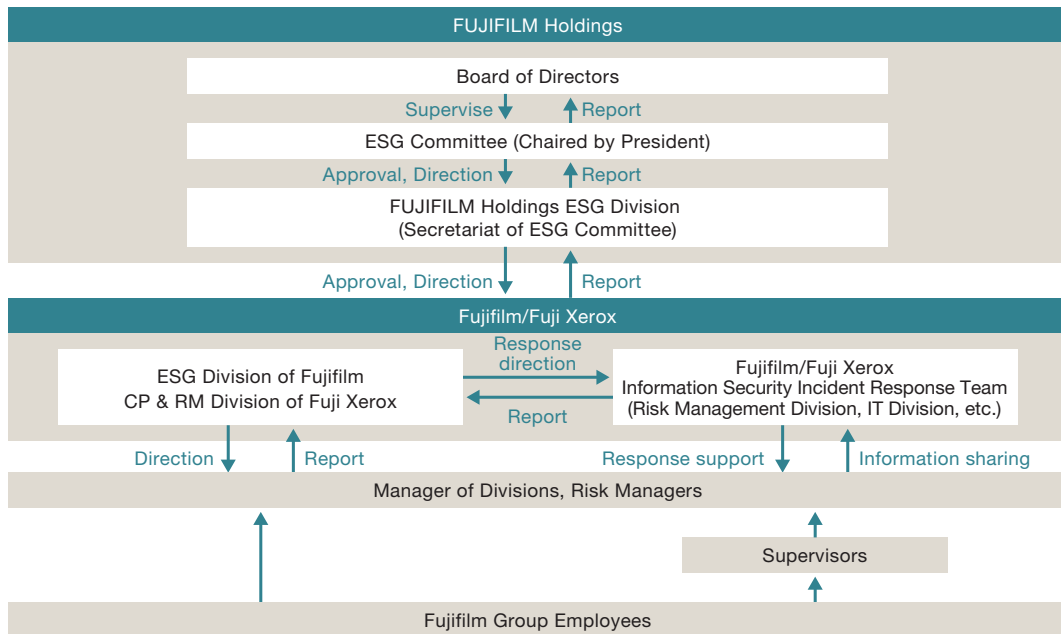 FUJIFILM Holdings
Board of Directors
Supervise
Report
ESG Committee (Chaired by President)
Approval, Direction
Report
FUJIFILM Holdings ESG Division
(Secretariat of ESG Committee)
Approval, Direction
Report
Fujifilm/Fuji Xerox
ESG Division of Fujifilm
CP & RM Division of Fuji Xerox
Response
direction
Report
Fujifilm/Fuji Xerox
Information Security Incident Response Team
(Risk Management Division, IT Division, etc.)
Direction
Report
Response support
Information sharing
Manager of Divisions, Risk Managers
Supervisors
Fujifilm Group Employees